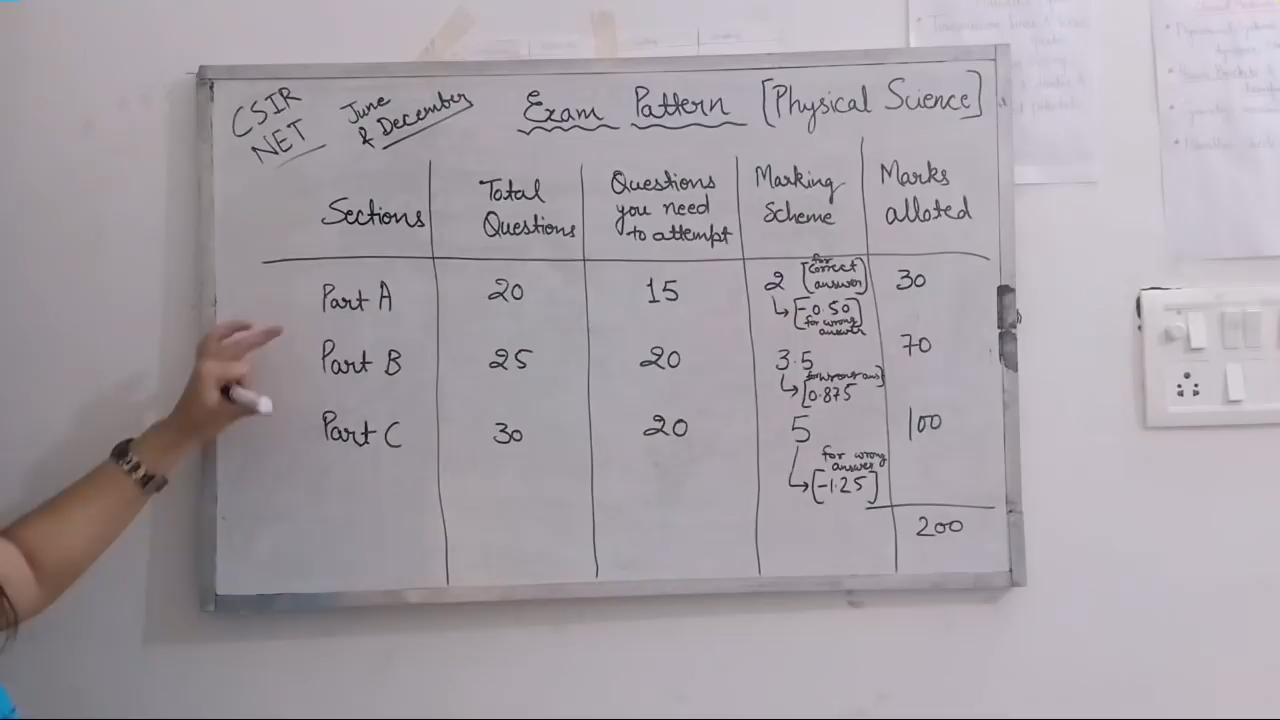 CSIR
NET
June
& December
Exam Pattern [Physical Science]
Sections
Total
Questions
Questions
you need
to attempt
Marking
Scheme
Marks
alloted
Part A
20
15
2 [for
correct
answer]
[-0.50]
for wrong
answer
30
Part B
25
20
3.5
[for wrong ans]
[0.875
70
Part C
30
20
5
for wrong
answer
[-1.25]
100
200